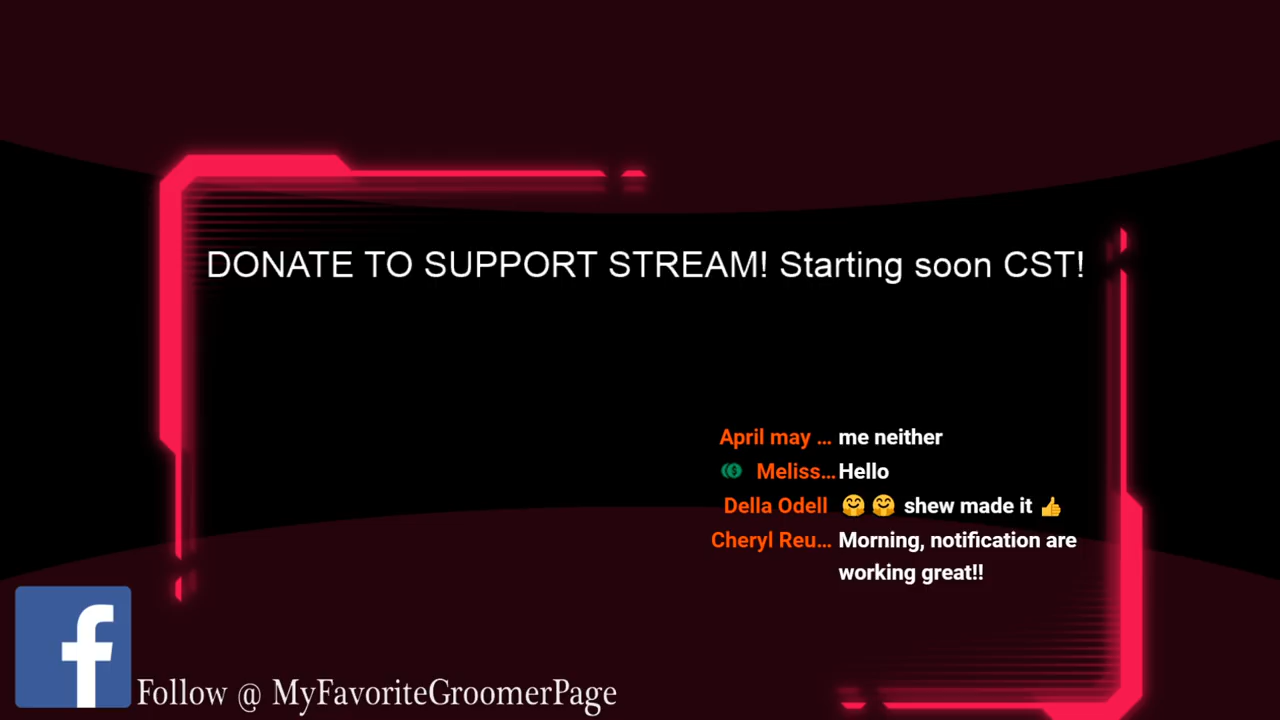 DONATE TO SUPPORT STREAM! Starting soon CST!
April may … me neither
Meliss… Hello
Della Odell 🤗 🤗 shew made it 👍
Cheryl Reu… Morning, notification are
working great!!
Follow @ MyFavoriteGroomerPage